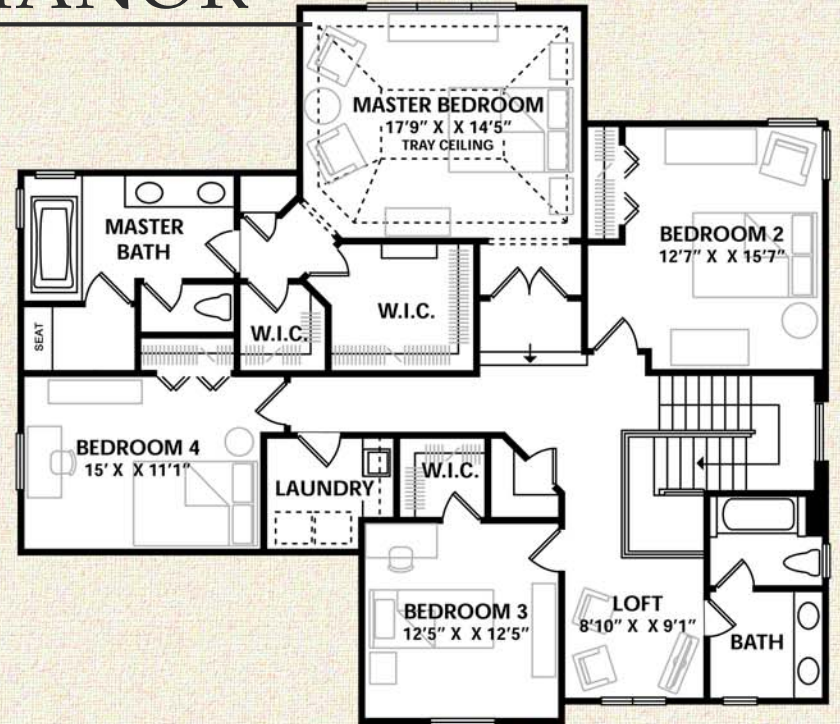 MASTER BEDROOM
17'9" X X 14'5"
TRAY CEILING
MASTER
BATH
BEDROOM 2
12'7" X X 15'7"
W.I.C.
W.I.C.
SEAT
BEDROOM 4
15' X X 11'1"
LAUNDRY
W.I.C.
BEDROOM 3
12'5" X X 12'5"
LOFT
8'10" X X 9'1"
BATH